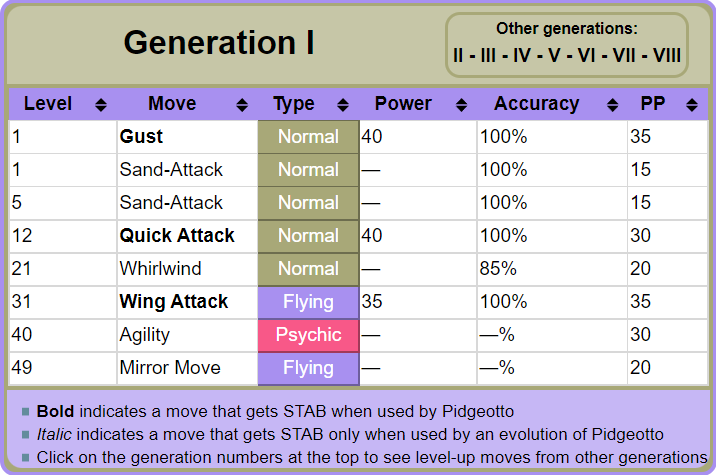 Generation I
Other generations:
II - III - IV - V - VI - VII - VIII
Level Move Type Power Accuracy PP
1 Gust Normal 40 100% 35
1 Sand-Attack Normal — 100% 15
5 Sand-Attack Normal — 100% 15
12 Quick Attack Normal 40 100% 30
21 Whirlwind Normal — 85% 20
31 Wing Attack Flying 35 100% 35
40 Agility Psychic — —% 30
49 Mirror Move Flying — —% 20
Bold indicates a move that gets STAB when used by Pidgeotto
Italic indicates a move that gets STAB only when used by an evolution of Pidgeotto
Click on the generation numbers at the top to see level-up moves from other generations